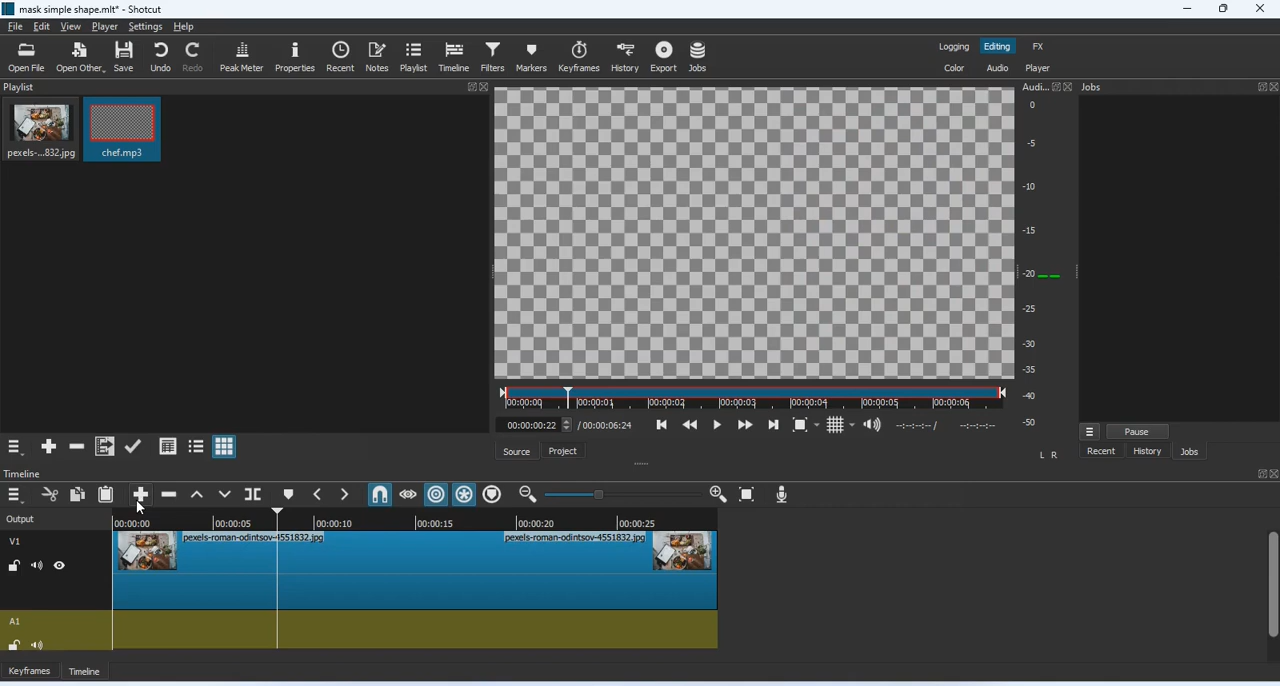 mask simple shape.mlt* - Shotcut
File Edit View Player Settings Help
Open File Open Other Save Undo Redo Peak Meter Properties Recent Notes Playlist Timeline Filters Markers Keyframes History Export Jobs
Logging Editing FX
Color Audio Player
Playlist
Audi...
Jobs
pexels-...832.jpg
chef.mp3
0
-5
-10
-15
-20
-25
-30
-35
-40
-50
L R
00:00:00 00:00:01 00:00:02 00:00:03 00:00:04 00:00:05 00:00:06
00:00:00:22 / 00:00:06:24
--:--:--:-- / --:--:--:--
Source Project
Pause
Recent History Jobs
Timeline
Output
00:00:00 00:00:05 00:00:10 00:00:15 00:00:20 00:00:25
V1
pexels-roman-odintsov-4551832.jpg pexels-roman-odintsov-4551832.jpg
A1
Keyframes Timeline